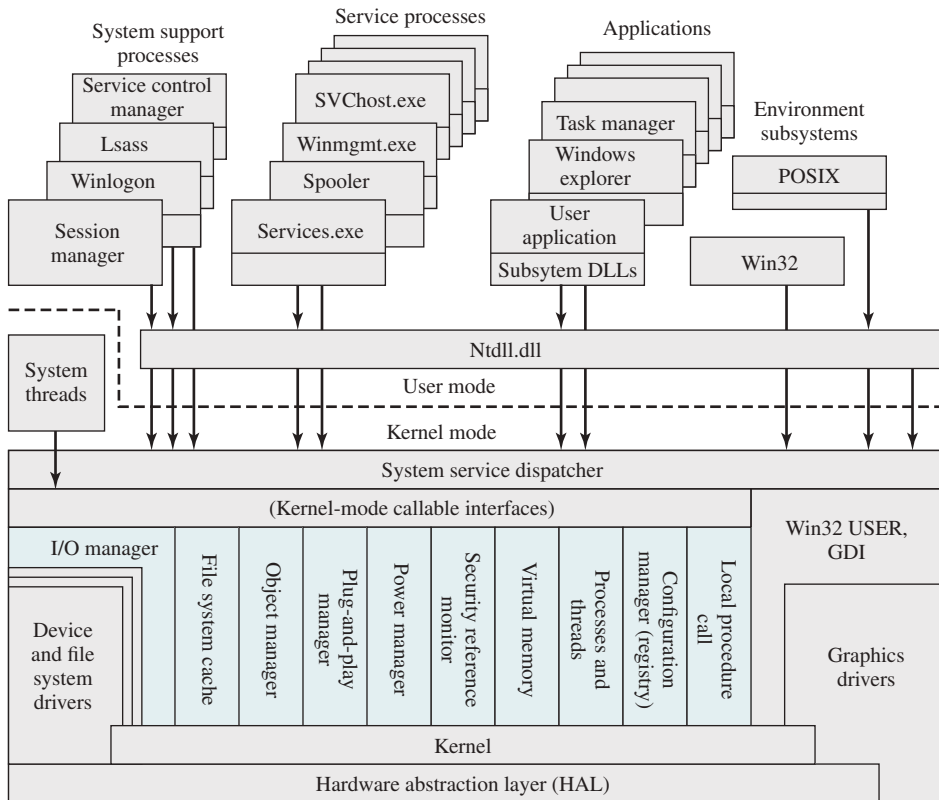 Service processes
System support
processes
Applications
Service control
manager
SVChost.exe
Task manager
Environment
subsystems
Lsass
Winmgmt.exe
Windows
explorer
Winlogon
Spooler
POSIX
Session
manager
Services.exe
User
application
Subsytem DLLs
Win32
Ntdll.dll
System
threads
User mode
Kernel mode
System service dispatcher
(Kernel-mode callable interfaces)
Win32 USER,
GDI
I/O manager
File system cache
Object manager
Plug-and-play
manager
Power manager
Security reference
monitor
Virtual memory
Processes and
threads
Configuration
manager (registry)
Local procedure
call
Device
and file
system
drivers
Graphics
drivers
Kernel
Hardware abstraction layer (HAL)